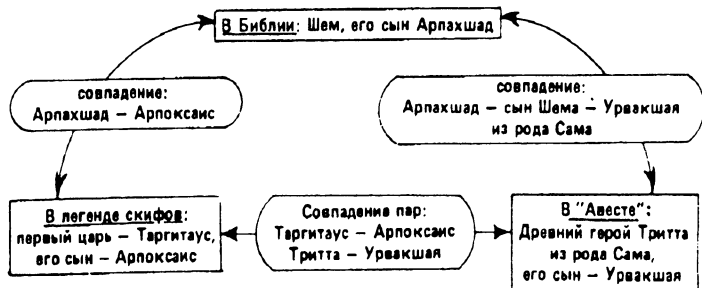 В Библии: Шем, его сын Арпахшад
совпадение:
Арпахшад – Арпоксаис
совпадение:
Арпахшад – сын Шема – Урвакшая
из рода Сама
В легенде скифов:
первый царь – Таргитаус,
его сын – Арпоксаис
Совпадение пар:
Таргитаус – Арпоксаис
Тритта – Урвакшая
В "Авесте":
Древний герой Тритта
из рода Сама,
его сын – Урвакшая